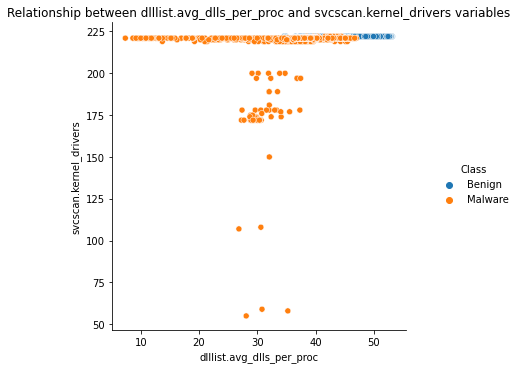 Relationship between dlllist.avg_dlls_per_proc and svcscan.kernel_drivers variables
225
200
175
150
125
100
75
50
svcscan.kernel_drivers
10
20
30
40
50
dlllist.avg_dlls_per_proc
Class
Benign
Malware